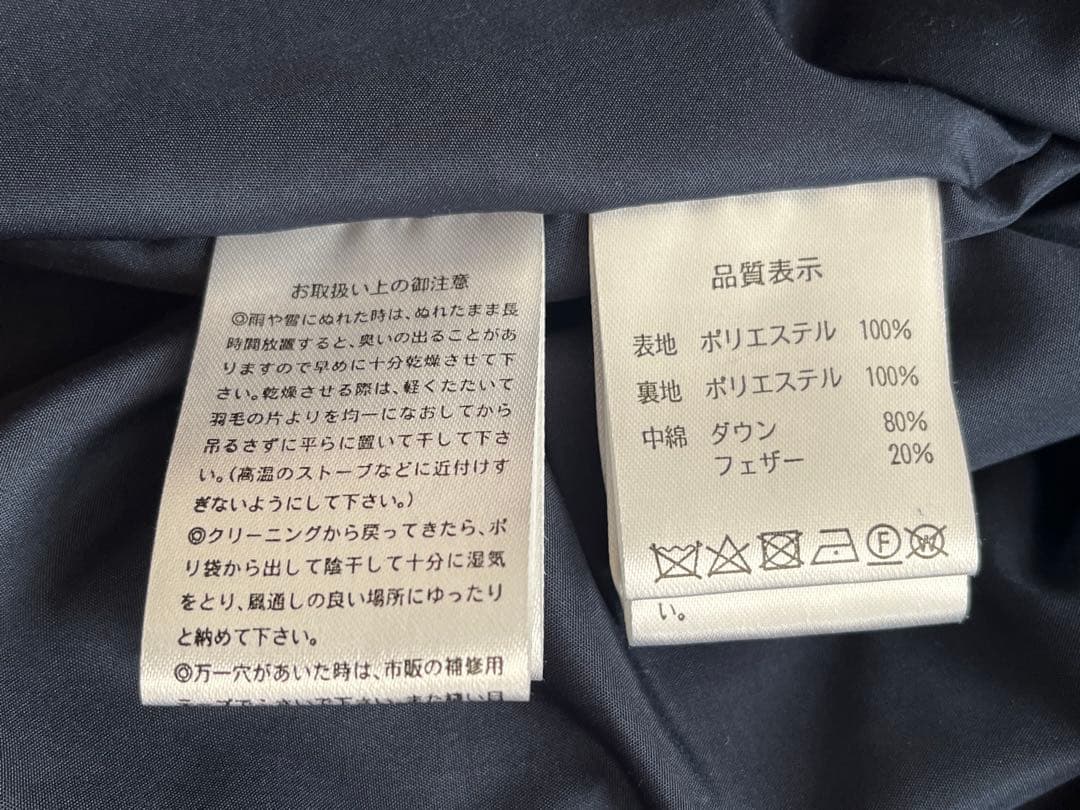 お取扱い上の御注意
◎雨や雪にぬれた時は、ぬれたまま長
時間放置すると、臭いの出ることがあ
りますので早めに十分乾燥させて下
さい。乾燥させる際は、軽くたたいて
羽毛の片よりを均一になおしてから
吊るさずに平らに置いて干して下さ
い。(高温のストーブなどに近付けす
ぎないようにして下さい。)
◎クリーニングから戻ってきたら、ポ
リ袋から出して陰干して十分に湿気
をとり、風通しの良い場所にゆったり
と納めて下さい。
◎万一穴があいた時は、市販の補修用
品質表示
表地 ポリエステル 100%
裏地 ポリエステル 100%
中綿 ダウン 80%
フェザー 20%
F W
い。